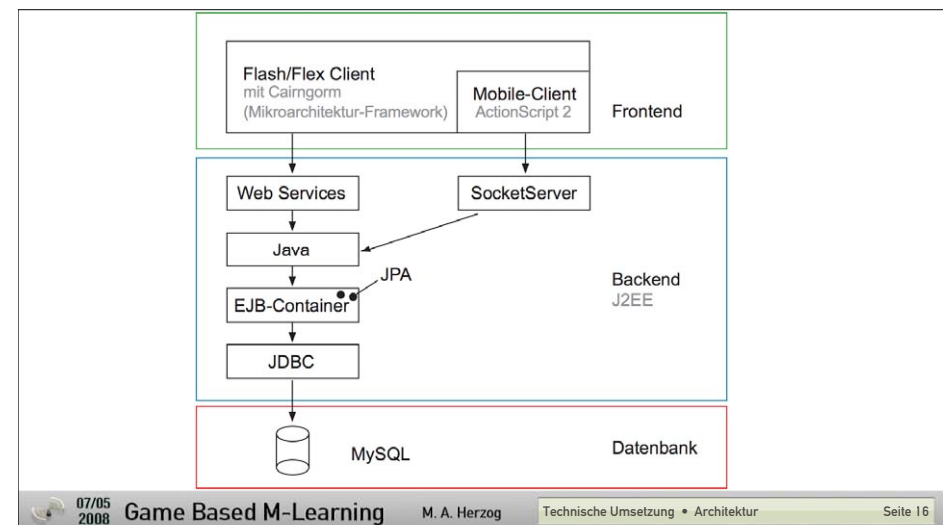 Flash/Flex Client
mit Cairngorm
(Mikroarchitektur-Framework)
Mobile-Client
ActionScript 2
Frontend
Web Services
SocketServer
Java
JPA
EJB-Container
Backend
J2EE
JDBC
MySQL
Datenbank
07/05
2008
Game Based M-Learning
M. A. Herzog
Technische Umsetzung • Architektur
Seite 16